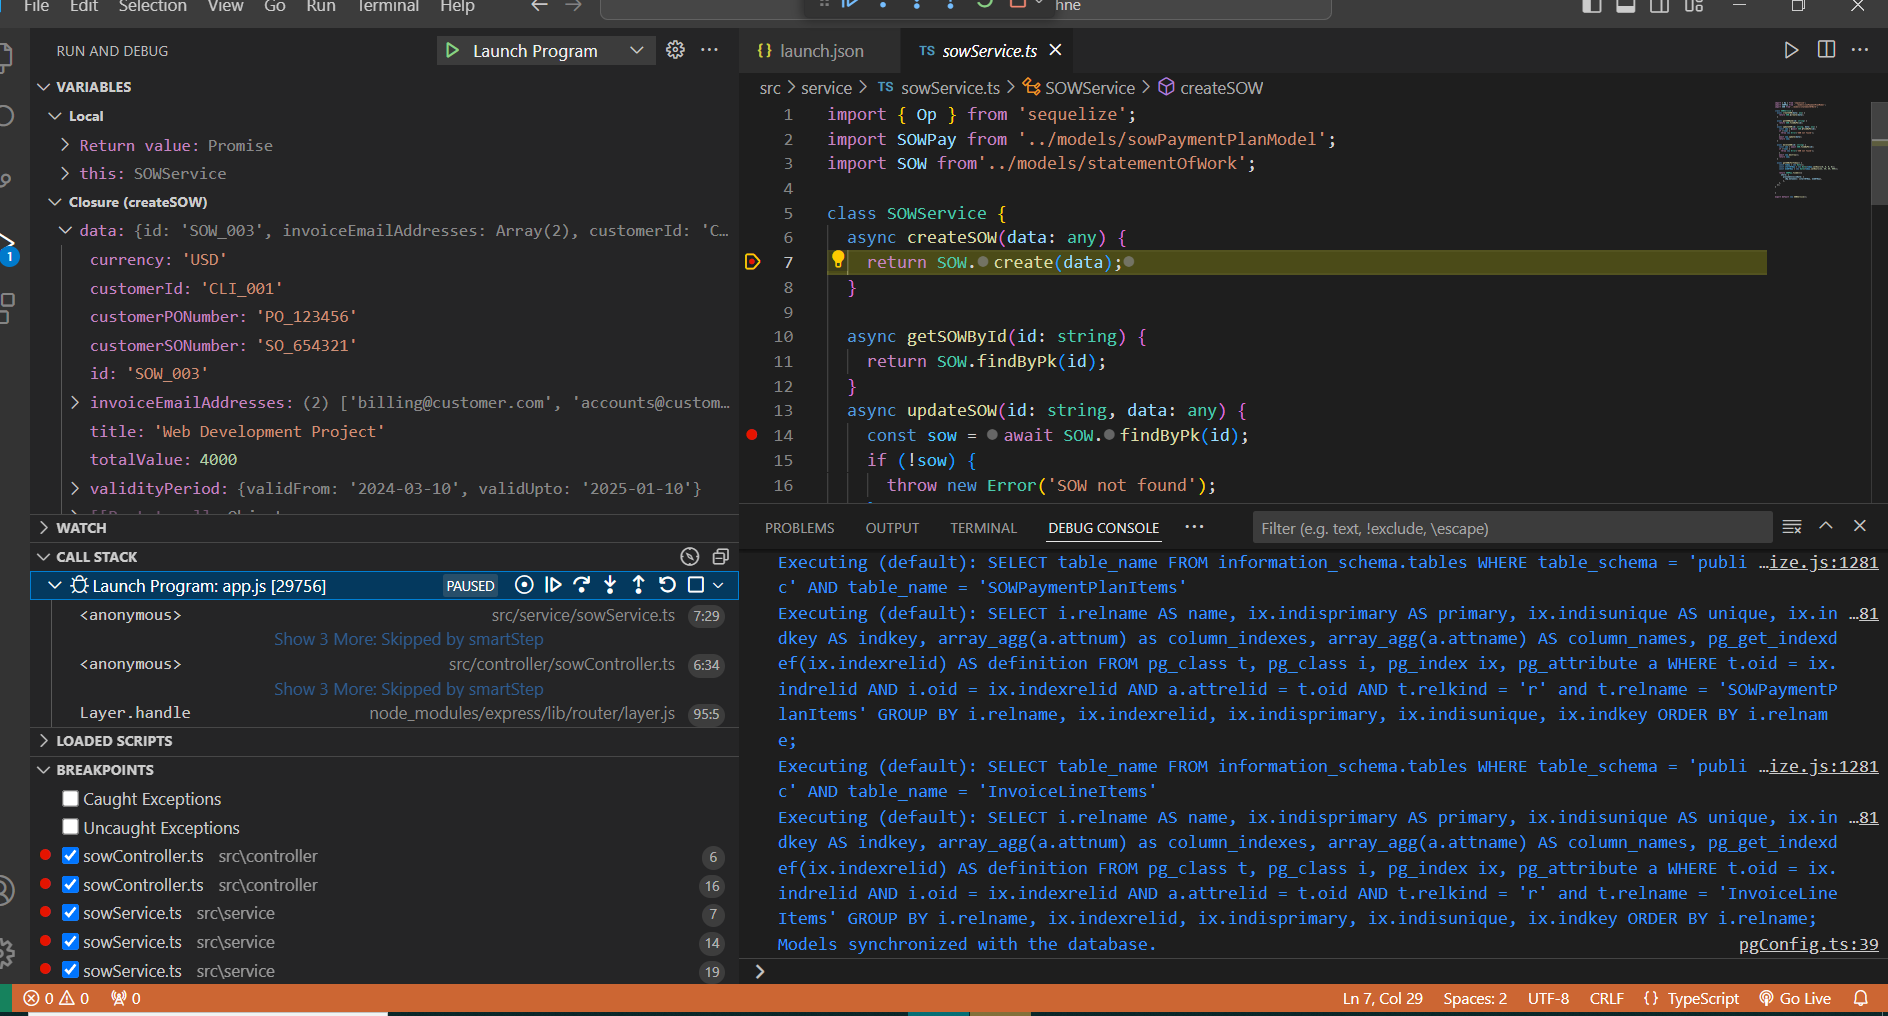 File Edit Selection View Go Run Terminal Help
hne
RUN AND DEBUG
Launch Program
VARIABLES
Local
Return value: Promise
this: SOWService
Closure (createSOW)
data: {id: 'SOW_003', invoiceEmailAddresses: Array(2), customerId: 'C…
currency: 'USD'
customerId: 'CLI_001'
customerPONumber: 'PO_123456'
customerSONumber: 'SO_654321'
id: 'SOW_003'
invoiceEmailAddresses: (2) ['billing@customer.com', 'accounts@custom…
title: 'Web Development Project'
totalValue: 4000
validityPeriod: {validFrom: '2024-03-10', validUpto: '2025-01-10'}
WATCH
CALL STACK
Launch Program: app.js [29756] PAUSED
<anonymous> src/service/sowService.ts 7:29
Show 3 More: Skipped by smartStep
<anonymous> src/controller/sowController.ts 6:34
Show 3 More: Skipped by smartStep
Layer.handle node_modules/express/lib/router/layer.js 95:5
LOADED SCRIPTS
BREAKPOINTS
Caught Exceptions
Uncaught Exceptions
sowController.ts src\controller 6
sowController.ts src\controller 16
sowService.ts src\service 7
sowService.ts src\service 14
sowService.ts src\service 19
1
{} launch.json
TS sowService.ts
src > service > TS sowService.ts > SOWService > createSOW
1 import { Op } from 'sequelize';
2 import SOWPay from '../models/sowPaymentPlanModel';
3 import SOW from'../models/statementOfWork';
4
5 class SOWService {
6 async createSOW(data: any) {
7 return SOW.create(data);
8 }
9
10 async getSOWById(id: string) {
11 return SOW.findByPk(id);
12 }
13 async updateSOW(id: string, data: any) {
14 const sow = await SOW.findByPk(id);
15 if (!sow) {
16 throw new Error('SOW not found');
PROBLEMS OUTPUT TERMINAL DEBUG CONSOLE ··· Filter (e.g. text, !exclude, \escape)
Executing (default): SELECT table_name FROM information_schema.tables WHERE table_schema = 'publi …ize.js:1281
c' AND table_name = 'SOWPaymentPlanItems'
Executing (default): SELECT i.relname AS name, ix.indisprimary AS primary, ix.indisunique AS unique, ix.in …81
dkey AS indkey, array_agg(a.attnum) as column_indexes, array_agg(a.attname) AS column_names, pg_get_indexd
ef(ix.indexrelid) AS definition FROM pg_class t, pg_class i, pg_index ix, pg_attribute a WHERE t.oid = ix.
indrelid AND i.oid = ix.indexrelid AND a.attrelid = t.oid AND t.relkind = 'r' and t.relname = 'SOWPaymentP
lanItems' GROUP BY i.relname, ix.indexrelid, ix.indisprimary, ix.indisunique, ix.indkey ORDER BY i.relnam
e;
Executing (default): SELECT table_name FROM information_schema.tables WHERE table_schema = 'publi …ize.js:1281
c' AND table_name = 'InvoiceLineItems'
Executing (default): SELECT i.relname AS name, ix.indisprimary AS primary, ix.indisunique AS unique, ix.in …81
dkey AS indkey, array_agg(a.attnum) as column_indexes, array_agg(a.attname) AS column_names, pg_get_indexd
ef(ix.indexrelid) AS definition FROM pg_class t, pg_class i, pg_index ix, pg_attribute a WHERE t.oid = ix.
indrelid AND i.oid = ix.indexrelid AND a.attrelid = t.oid AND t.relkind = 'r' and t.relname = 'InvoiceLine
Items' GROUP BY i.relname, ix.indexrelid, ix.indisprimary, ix.indisunique, ix.indkey ORDER BY i.relname;
Models synchronized with the database. pgConfig.ts:39
0 0 0 Ln 7, Col 29 Spaces: 2 UTF-8 CRLF {} TypeScript Go Live